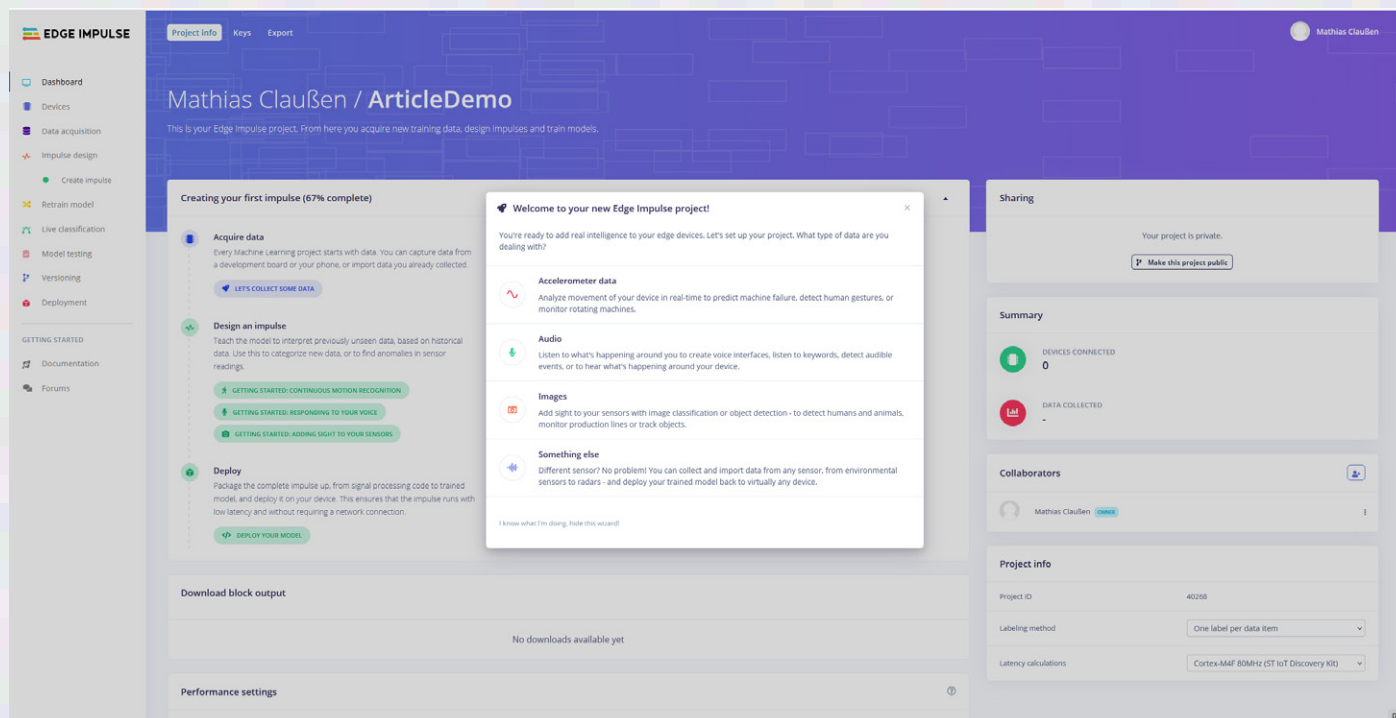 EDGE IMPULSE
Dashboard
Devices
Data acquisition
Impulse design
Create impulse
Retrain model
Live classification
Model testing
Versioning
Deployment
GETTING STARTED
Documentation
Forums
Project info
Keys
Export
Mathias Claußen
Mathias Claußen / ArticleDemo
This is your Edge Impulse project. From here you acquire new training data, design impulses and train models.
Creating your first impulse (67% complete)
Acquire data
Every Machine Learning project starts with data. You can capture data from
a development board or your phone, or import data you already collected.
LET'S COLLECT SOME DATA
Design an impulse
Teach the model to interpret previously unseen data, based on historical
data. Use this to categorize new data, or to find anomalies in sensor
readings.
GETTING STARTED: CONTINUOUS MOTION RECOGNITION
GETTING STARTED: RESPONDING TO YOUR VOICE
GETTING STARTED: ADDING SIGHT TO YOUR SENSORS
Deploy
Package the complete impulse up, from signal processing code to trained
model, and deploy it on your device. This ensures that the impulse runs with
low latency and without requiring a network connection.
DEPLOY YOUR MODEL
Download block output
No downloads available yet
Performance settings
Welcome to your new Edge Impulse project!
×
You're ready to add real intelligence to your edge devices. Let's set up your project. What type of data are you
dealing with?
Accelerometer data
Analyze movement of your device in real-time to predict machine failure, detect human gestures, or
monitor rotating machines.
Audio
Listen to what's happening around you to create voice interfaces, listen to keywords, detect audible
events, or to hear what's happening around your device.
Images
Add sight to your sensors with image classification or object detection - to detect humans and animals,
monitor production lines or track objects.
Something else
Different sensor? No problem! You can collect and import data from any sensor, from environmental
sensors to radars - and deploy your trained model back to virtually any device.
I know what I'm doing, hide this wizard!
Sharing
Your project is private.
Make this project public
Summary
DEVICES CONNECTED
0
DATA COLLECTED
-
Collaborators
Mathias Claußen OWNER
Project info
Project ID
40268
Labeling method
One label per data item
Latency calculations
Cortex-M4F 80MHz (ST IoT Discovery Kit)